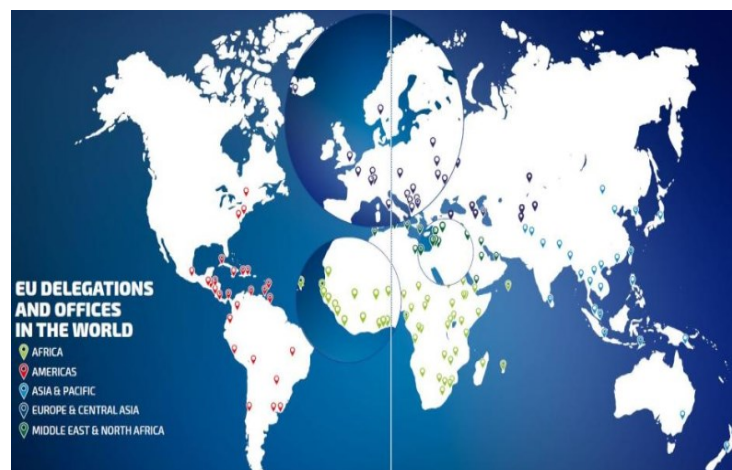 EU DELEGATIONS
AND OFFICES
IN THE WORLD
AFRICA
AMERICAS
ASIA & PACIFIC
EUROPE & CENTRAL ASIA
MIDDLE EAST & NORTH AFRICA